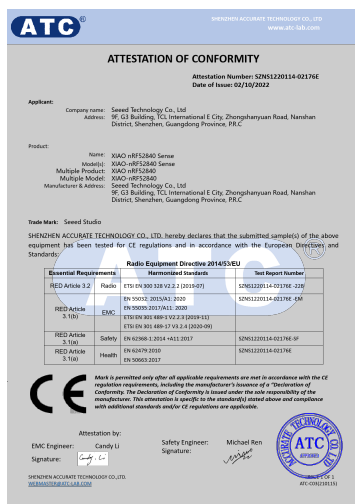 ATC®
SHENZHEN ACCURATE TECHNOLOGY CO., LTD
www.atc-lab.com
ATTESTATION OF CONFORMITY
Attestation Number: SZNS1220114-02176E
Date of Issue: 02/10/2022
Applicant:
Company name: Seeed Technology Co., Ltd
Address: 9F, G3 Building, TCL International E City, Zhongshanyuan Road, Nanshan
District, Shenzhen, Guangdong Province, P.R.C
Product:
Name: XIAO nRF52840 Sense
Model(s): XIAO-nRF52840 Sense
Multiple Product: XIAO nRF52840
Multiple Model: XIAO-nRF52840
Manufacturer & Address: Seeed Technology Co., Ltd
9F, G3 Building, TCL International E City, Zhongshanyuan Road, Nanshan
District, Shenzhen, Guangdong Province, P.R.C
Trade Mark: Seeed Studio
SHENZHEN ACCURATE TECHNOLOGY CO., LTD. hereby declares that the submitted sample(s) of the above
equipment has been tested for CE regulations and in accordance with the European Directives and
Standards:
Radio Equipment Directive 2014/53/EU
Essential Requirements Harmonized Standards Test Report Number
RED Article 3.2 Radio ETSI EN 300 328 V2.2.2 (2019-07) SZNS1220114-02176E-22B
RED Article 3.1(b) EMC EN 55032: 2015/A1: 2020 SZNS1220114-02176E-EM
EN 55035:2017/A11: 2020
ETSI EN 301 489-1 V2.2.3 (2019-11)
ETSI EN 301 489-17 V3.2.4 (2020-09)
RED Article 3.1(a) Safety EN 62368-1:2014 +A11:2017 SZNS1220114-02176E-SF
RED Article 3.1(a) Health EN 62479:2010 SZNS1220114-02176E
EN 50663:2017
CE
Mark is permitted only after all applicable requirements are met in accordance with the CE
regulation requirements, including the manufacturer's issuance of a "Declaration of
Conformity. The Declaration of Conformity is issued under the sole responsibility of the
manufacturer. This attestation is specific to the standard(s) stated above and compliance
with additional standards and/or CE regulations are applicable.
Attestation by:
EMC Engineer: Candy Li
Signature: Candy. Li
Safety Engineer: Michael Ren
Signature:
ACCURATE TECHNOLOGY CO., LTD
ATC
APPROVED
SHENZHEN ACCURATE TECHNOLOGY CO.,LTD.
WEBMASTER@ATC-LAB.COM
PAGE 1 OF 1